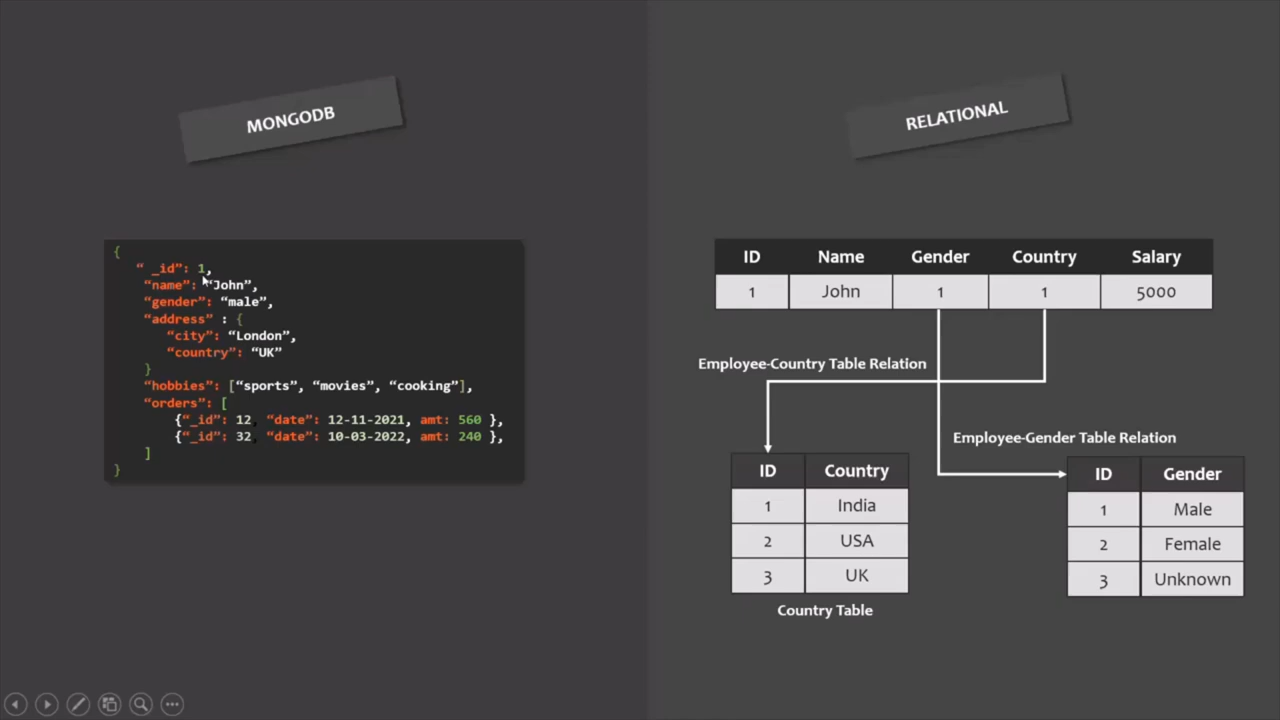 MONGODB
{
“ _id”: 1,
“name”: “John”,
“gender”: “male”,
“address” : {
“city”: “London”,
“country”: “UK”
}
“hobbies”: [“sports”, “movies”, “cooking”],
“orders”: [
{“_id”: 12, “date”: 12-11-2021, amt: 560 },
{“_id”: 32, “date”: 10-03-2022, amt: 240 },
]
}
RELATIONAL
ID Name Gender Country Salary
1 John 1 1 5000
Employee-Country Table Relation
Employee-Gender Table Relation
ID Country
1 India
2 USA
3 UK
Country Table
ID Gender
1 Male
2 Female
3 Unknown